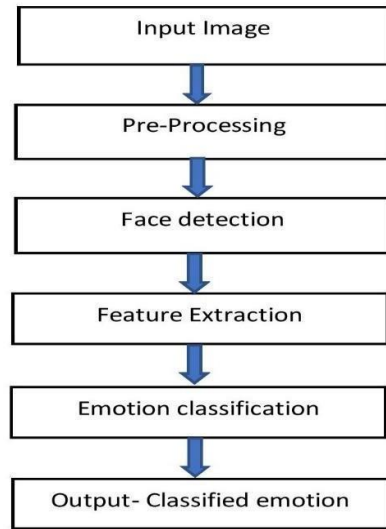 Input Image
Pre-Processing
Face detection
Feature Extraction
Emotion classification
Output- Classified emotion